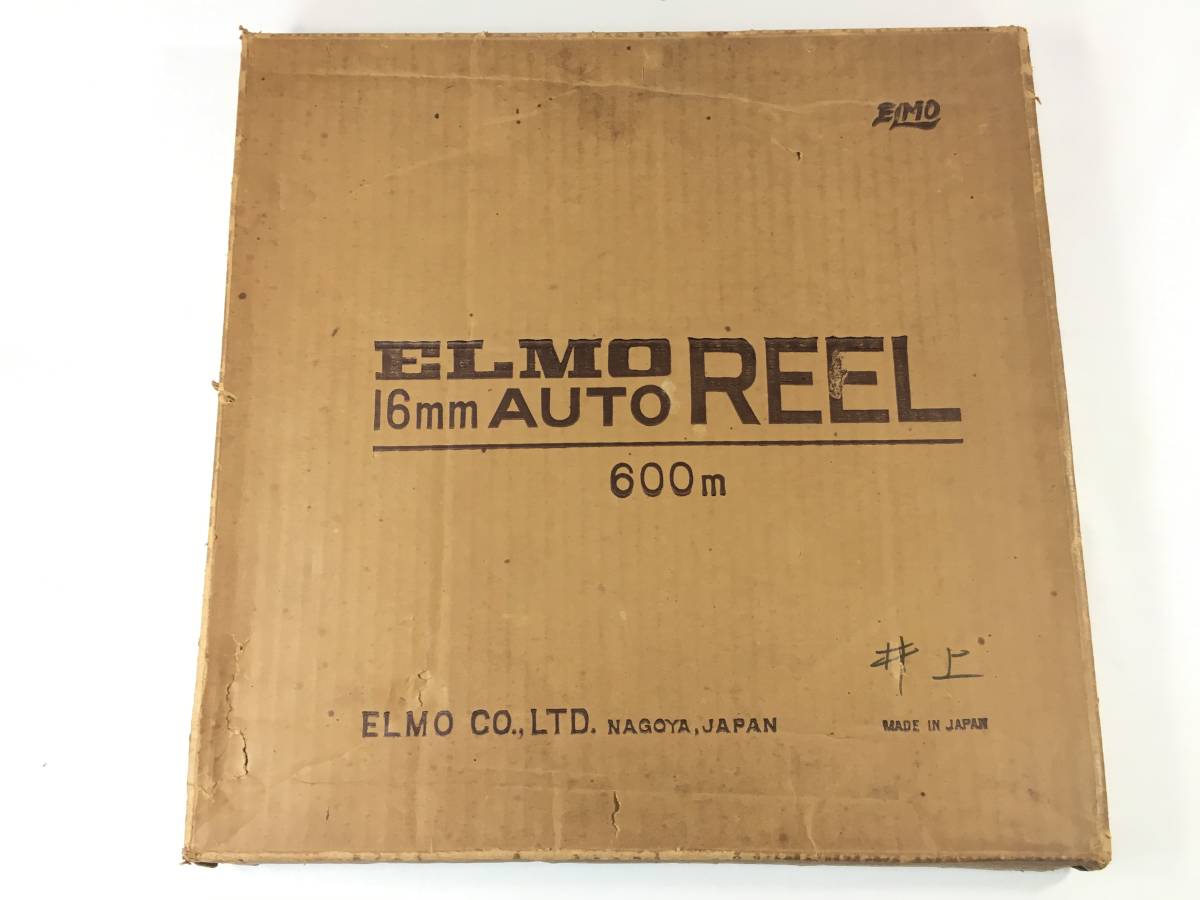 ELMO
ELMO
16mm AUTO REEL
600m
井上
ELMO CO., LTD. NAGOYA, JAPAN
MADE IN JAPAN